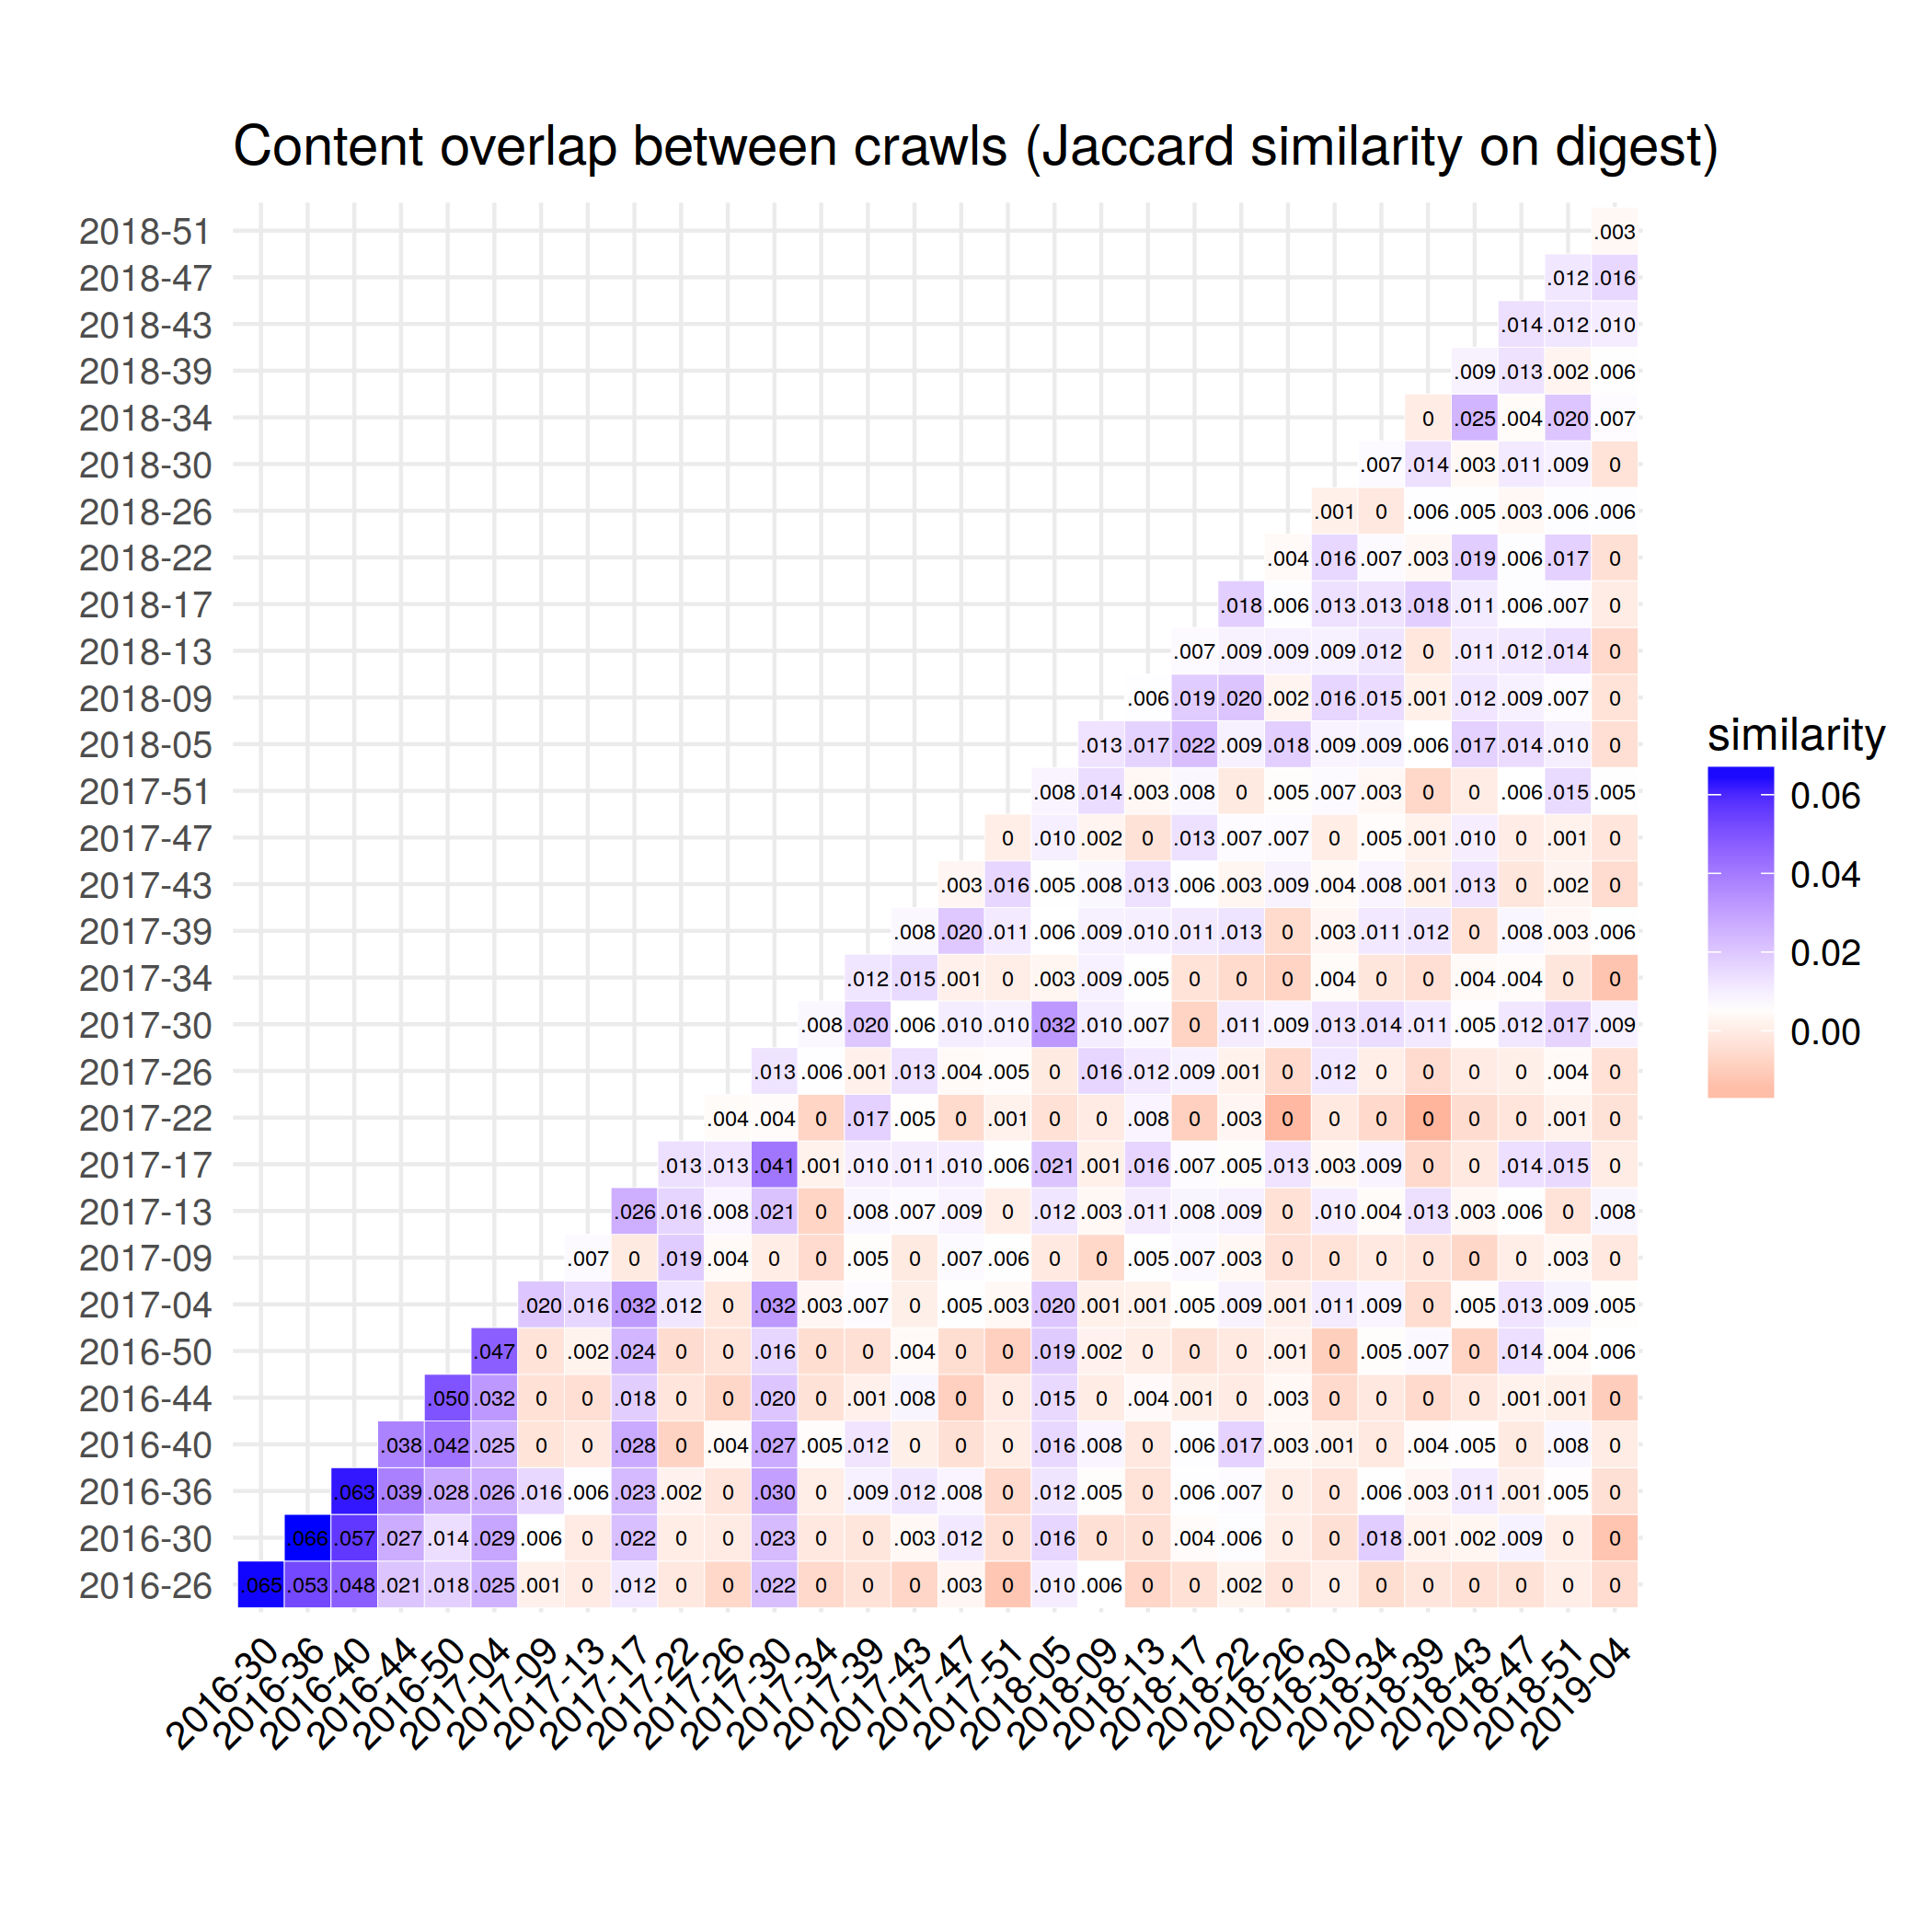 Content overlap between crawls (Jaccard similarity on digest)
2018-51 .003
2018-47 .012 .016
2018-43 .014 .012 .010
2018-39 .009 .013 .002 .006
2018-34 0 .025 .004 .020 .007
2018-30 .007 .014 .003 .011 .009 0
2018-26 .001 0 .006 .005 .003 .006 .006
2018-22 .004 .016 .007 .003 .019 .006 .017 0
2018-17 .018 .006 .013 .013 .018 .011 .006 .007 0
2018-13 .007 .009 .009 .009 .012 0 .011 .012 .014 0
2018-09 .006 .019 .020 .002 .016 .015 .001 .012 .009 .007 0
2018-05 .013 .017 .022 .009 .018 .009 .009 .006 .017 .014 .010 0
2017-51 .008 .014 .003 .008 0 .005 .007 .003 0 0 .006 .015 .005
2017-47 0 .010 .002 0 .013 .007 .007 0 .005 .001 .010 0 .001 0
2017-43 .003 .016 .005 .008 .013 .006 .003 .009 .004 .008 .001 .013 0 .002 0
2017-39 .008 .020 .011 .006 .009 .010 .011 .013 0 .003 .011 .012 0 .008 .003 .006
2017-34 .012 .015 .001 0 .003 .009 .005 0 0 0 .004 0 0 .004 .004 0 0
2017-30 .008 .020 .006 .010 .010 .032 .010 .007 0 .011 .009 .013 .014 .011 .005 .012 .017 .009
2017-26 .013 .006 .001 .013 .004 .005 0 .016 .012 .009 .001 0 .012 0 0 0 0 .004 0
2017-22 .004 .004 0 .017 .005 0 .001 0 0 .008 0 .003 0 0 0 0 0 0 .001 0
2017-17 .013 .013 .041 .001 .010 .011 .010 .006 .021 .001 .016 .007 .005 .013 .003 .009 0 0 .014 .015 0
2017-13 .026 .016 .008 .021 0 .008 .007 .009 0 .012 .003 .011 .008 .009 0 .010 .004 .013 .003 .006 0 .008
2017-09 .007 0 .019 .004 0 0 .005 0 .007 .006 0 0 .005 .007 .003 0 0 0 0 0 0 .003 0
2017-04 .020 .016 .032 .012 0 .032 .003 .007 0 .005 .003 .020 .001 .001 .005 .009 .001 .011 .009 0 .005 .013 .009 .005
2016-50 .047 0 .002 .024 0 0 .016 0 0 .004 0 0 .019 .002 0 0 0 .001 0 .005 .007 0 .014 .004 .006
2016-44 .050 .032 0 0 .018 0 0 .020 0 .001 .008 0 0 .015 0 .004 .001 0 .003 0 0 0 0 .001 .001 0
2016-40 .038 .042 .025 0 0 .028 0 .004 .027 .005 .012 0 0 0 .016 .008 0 .006 .017 .003 .001 0 .004 .005 0 .008 0
2016-36 .063 .039 .028 .026 .016 .006 .023 .002 0 .030 0 .009 .012 .008 0 .012 .005 0 .006 .007 0 0 .006 .003 .011 .001 .005 0
2016-30 .066 .057 .027 .014 .029 .006 0 .022 0 0 .023 0 0 .003 .012 0 .016 0 0 .004 .006 0 0 .018 .001 .002 .009 0 0
2016-26 .065 .053 .048 .021 .018 .025 .001 0 .012 0 0 .022 0 0 0 .003 0 .010 .006 0 0 .002 0 0 0 0 0 0 0 0
2016-30 2016-36 2016-40 2016-44 2016-50 2017-04 2017-09 2017-13 2017-17 2017-22 2017-26 2017-30 2017-34 2017-39 2017-43 2017-47 2017-51 2018-05 2018-09 2018-13 2018-17 2018-22 2018-26 2018-30 2018-34 2018-39 2018-43 2018-47 2018-51 2019-04
similarity
0.06
0.04
0.02
0.00